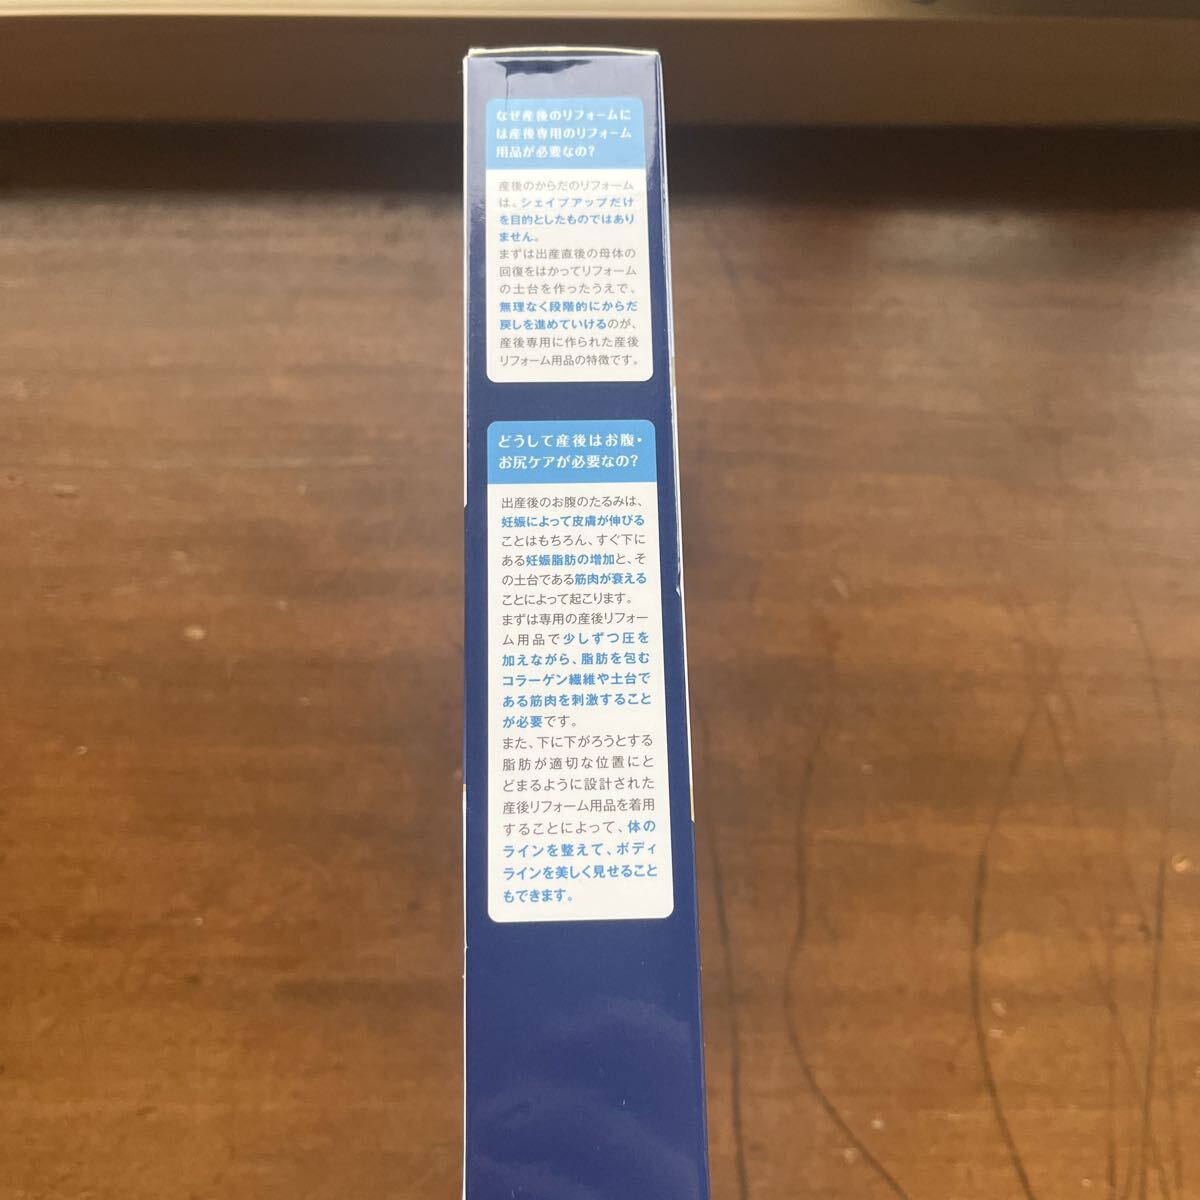 なぜ産後のリフォームに
は産後専用のリフォーム
用品が必要なの？
産後のからだのリフォーム
は、シェイプアップだけ
を目的としたものではあり
ません。
まずは出産直後の母体の
回復をはかってリフォーム
の土台を作ったうえで、
無理なく段階的にからだ
戻しを進めていけるのが、
産後専用に作られた産後
リフォーム用品の特徴です。
どうして産後はお腹・
お尻ケアが必要なの？
出産後のお腹のたるみは、
妊娠によって皮膚が伸びる
ことはもちろん、すぐ下に
ある妊娠脂肪の増加と、そ
の土台である筋肉が衰える
ことによって起こります。
まずは専用の産後リフォー
ム用品で少しずつ圧を
加えながら、脂肪を包む
コラーゲン繊維や土台で
ある筋肉を刺激すること
が必要です。
また、下に下がろうとする
脂肪が適切な位置にと
どまるように設計された
産後リフォーム用品を着用
することによって、体の
ラインを整えて、ボディ
ラインを美しく見せること
もできます。